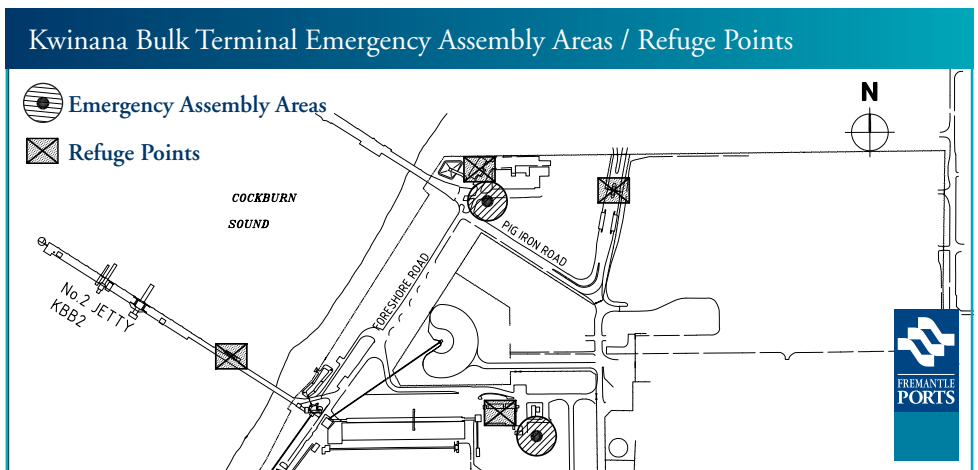 Kwinana Bulk Terminal Emergency Assembly Areas / Refuge Points
Emergency Assembly Areas
Refuge Points
N
COCKBURN
SOUND
PIG IRON ROAD
FORESHORE ROAD
No.2 JETTY
KBB2
FREMANTLE
PORTS